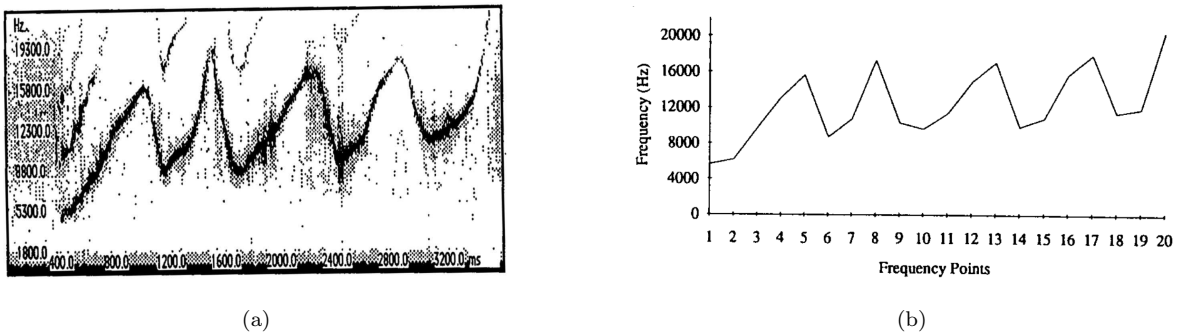 Hz.
19300.0
15800.0
12300.0
8800.0
5300.0
1800.0
400.0 800.0 1200.0 1600.0 2000.0 2400.0 2800.0 3200.0 ms
(a)
Frequency (Hz)
20000
16000
12000
8000
4000
0
1 2 3 4 5 6 7 8 9 10 11 12 13 14 15 16 17 18 19 20
Frequency Points
(b)